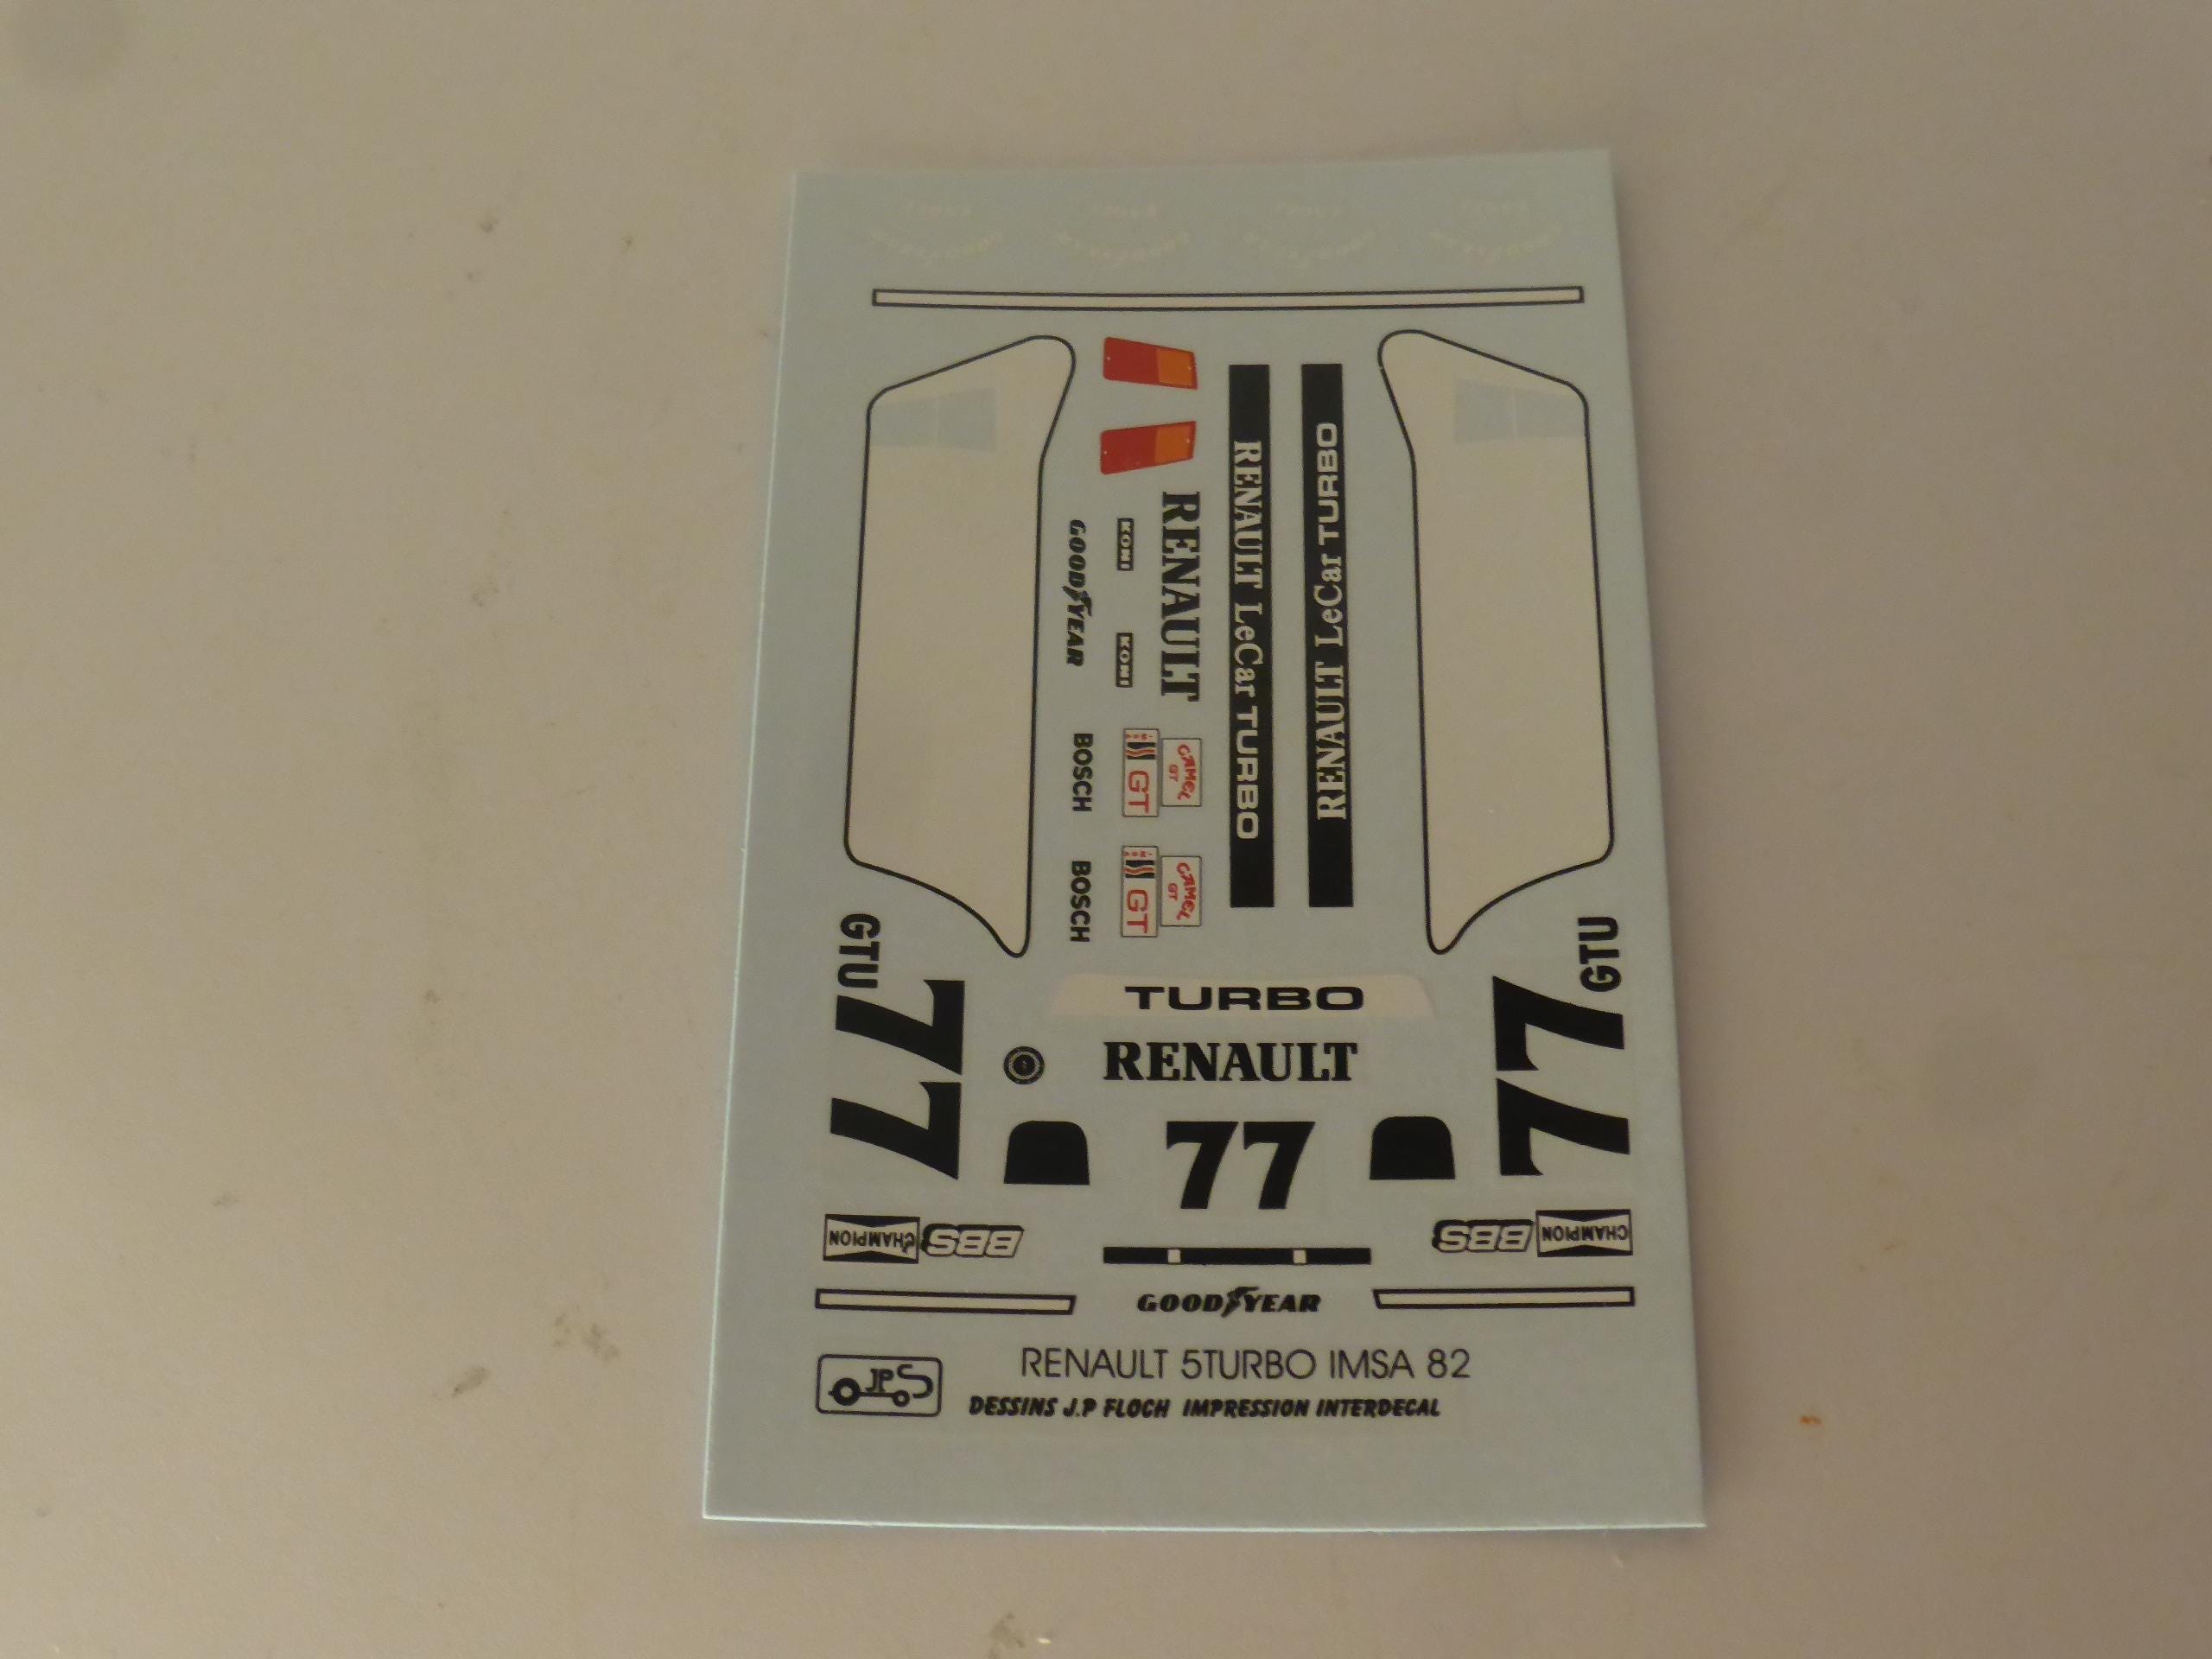 RENAULT LeCar TURBO
RENAULT LeCar TURBO
RENAULT
KONI
KONI
GOODYEAR
CAMEL GT
GT
BOSCH
CAMEL GT
GT
BOSCH
GTU
77
GTU
77
TURBO
RENAULT
77
CHAMPION
BBS
BBS
CHAMPION
GOODYEAR
JPS
RENAULT 5TURBO IMSA 82
DESSINS J.P FLOCH IMPRESSION INTERDECAL